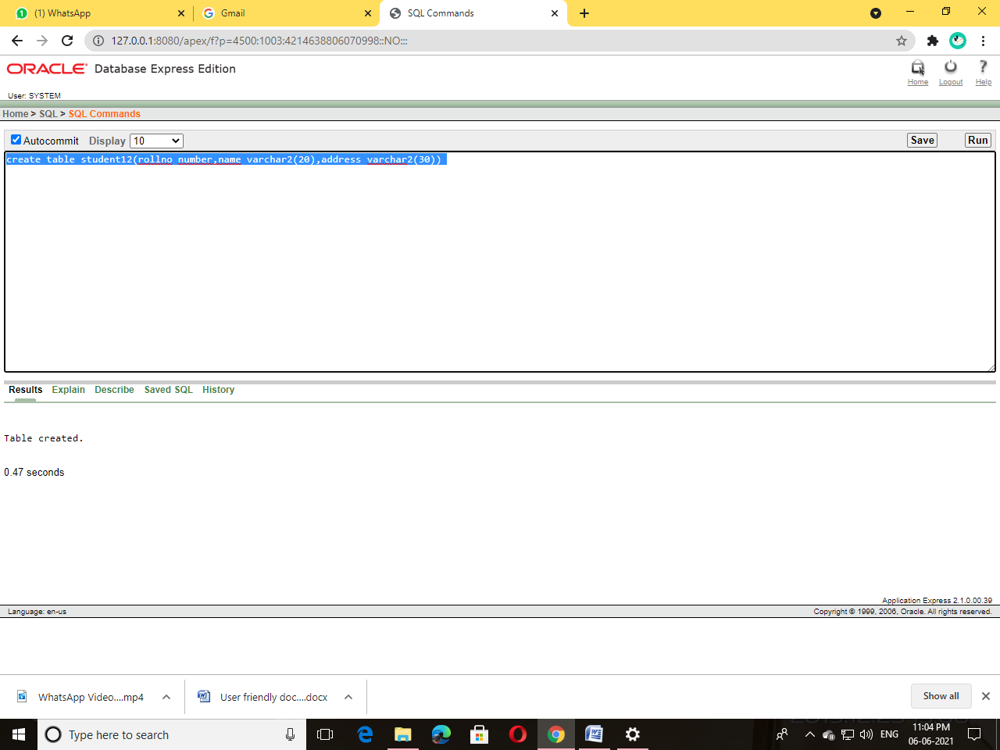 (1) WhatsApp
Gmail
SQL Commands
127.0.0.1:8080/apex/f?p=4500:1003:4214638806070998::NO:::
ORACLE Database Express Edition
Home Logout Help
User: SYSTEM
Home > SQL > SQL Commands
Autocommit Display 10 Save Run
create table student12(rollno number,name varchar2(20),address varchar2(30))
Results Explain Describe Saved SQL History
Table created.
0.47 seconds
Application Express 2.1.0.00.39
Language: en-us Copyright © 1999, 2006, Oracle. All rights reserved.
WhatsApp Video....mp4 User friendly doc....docx Show all
Type here to search ENG 11:04 PM
06-06-2021